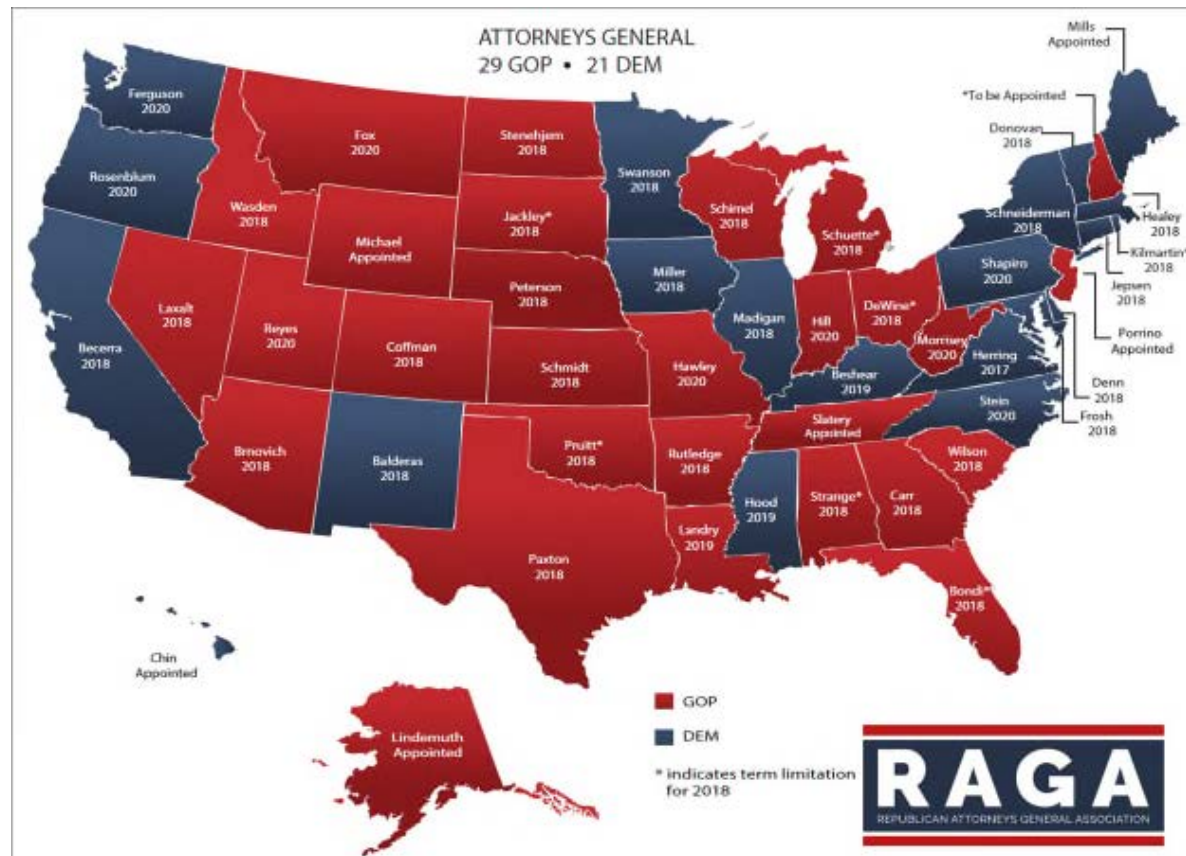 ATTORNEYS GENERAL
29 GOP • 21 DEM
Mills
Appointed
*To be Appointed
Donovan
2018
Ferguson
2020
Rosenblum
2020
Fox
2020
Stenehjem
2018
Swanson
2018
Wasden
2018
Jackley*
2018
Schimel
2018
Schuette*
2018
Schneiderman
2018
Healey
2018
Kilmartin*
2018
Jepsen
2018
Michael
Appointed
Miller
2018
Shapiro
2020
Peterson
2018
Laxalt
2018
Reyes
2020
Coffman
2018
Madigan
2018
Hill
2020
DeWine*
2018
Morrisey
2020
Porrino
Appointed
Becerra
2018
Schmidt
2018
Hawley
2020
Beshear
2019
Herring
2017
Denn
2018
Frosh
2018
Stein
2020
Brnovich
2018
Balderas
2018
Pruitt*
2018
Rutledge
2018
Slatery
Appointed
Wilson
2018
Hood
2019
Strange*
2018
Carr
2018
Landry
2019
Paxton
2018
Bondi*
2018
Chin
Appointed
Lindemuth
Appointed
GOP
DEM
* indicates term limitation
for 2018
RAGA
REPUBLICAN ATTORNEYS GENERAL ASSOCIATION